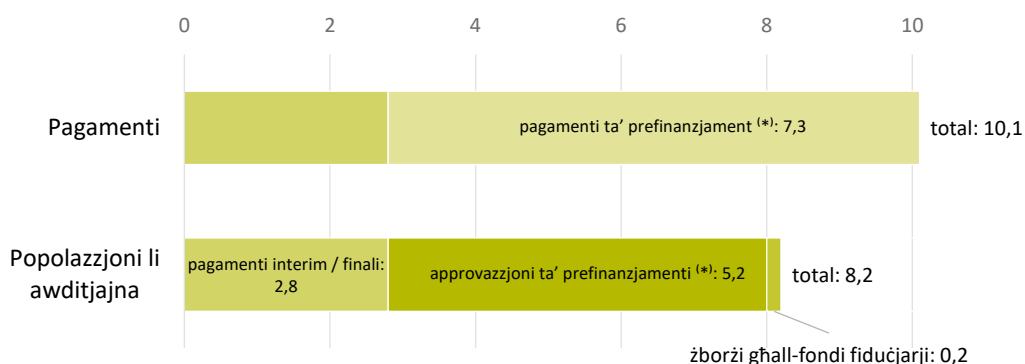 0 2 4 6 8 10
Pagamenti
pagamenti ta’ prefinanzjament (*): 7,3
total: 10,1
Popolazzjoni li
awditjajna
pagamenti interim / finali:
2,8
approvazzjoni ta’ prefinanzjamenti (*): 5,2
total: 8,2
żborżi għall-fondi fiduċjarji: 0,2